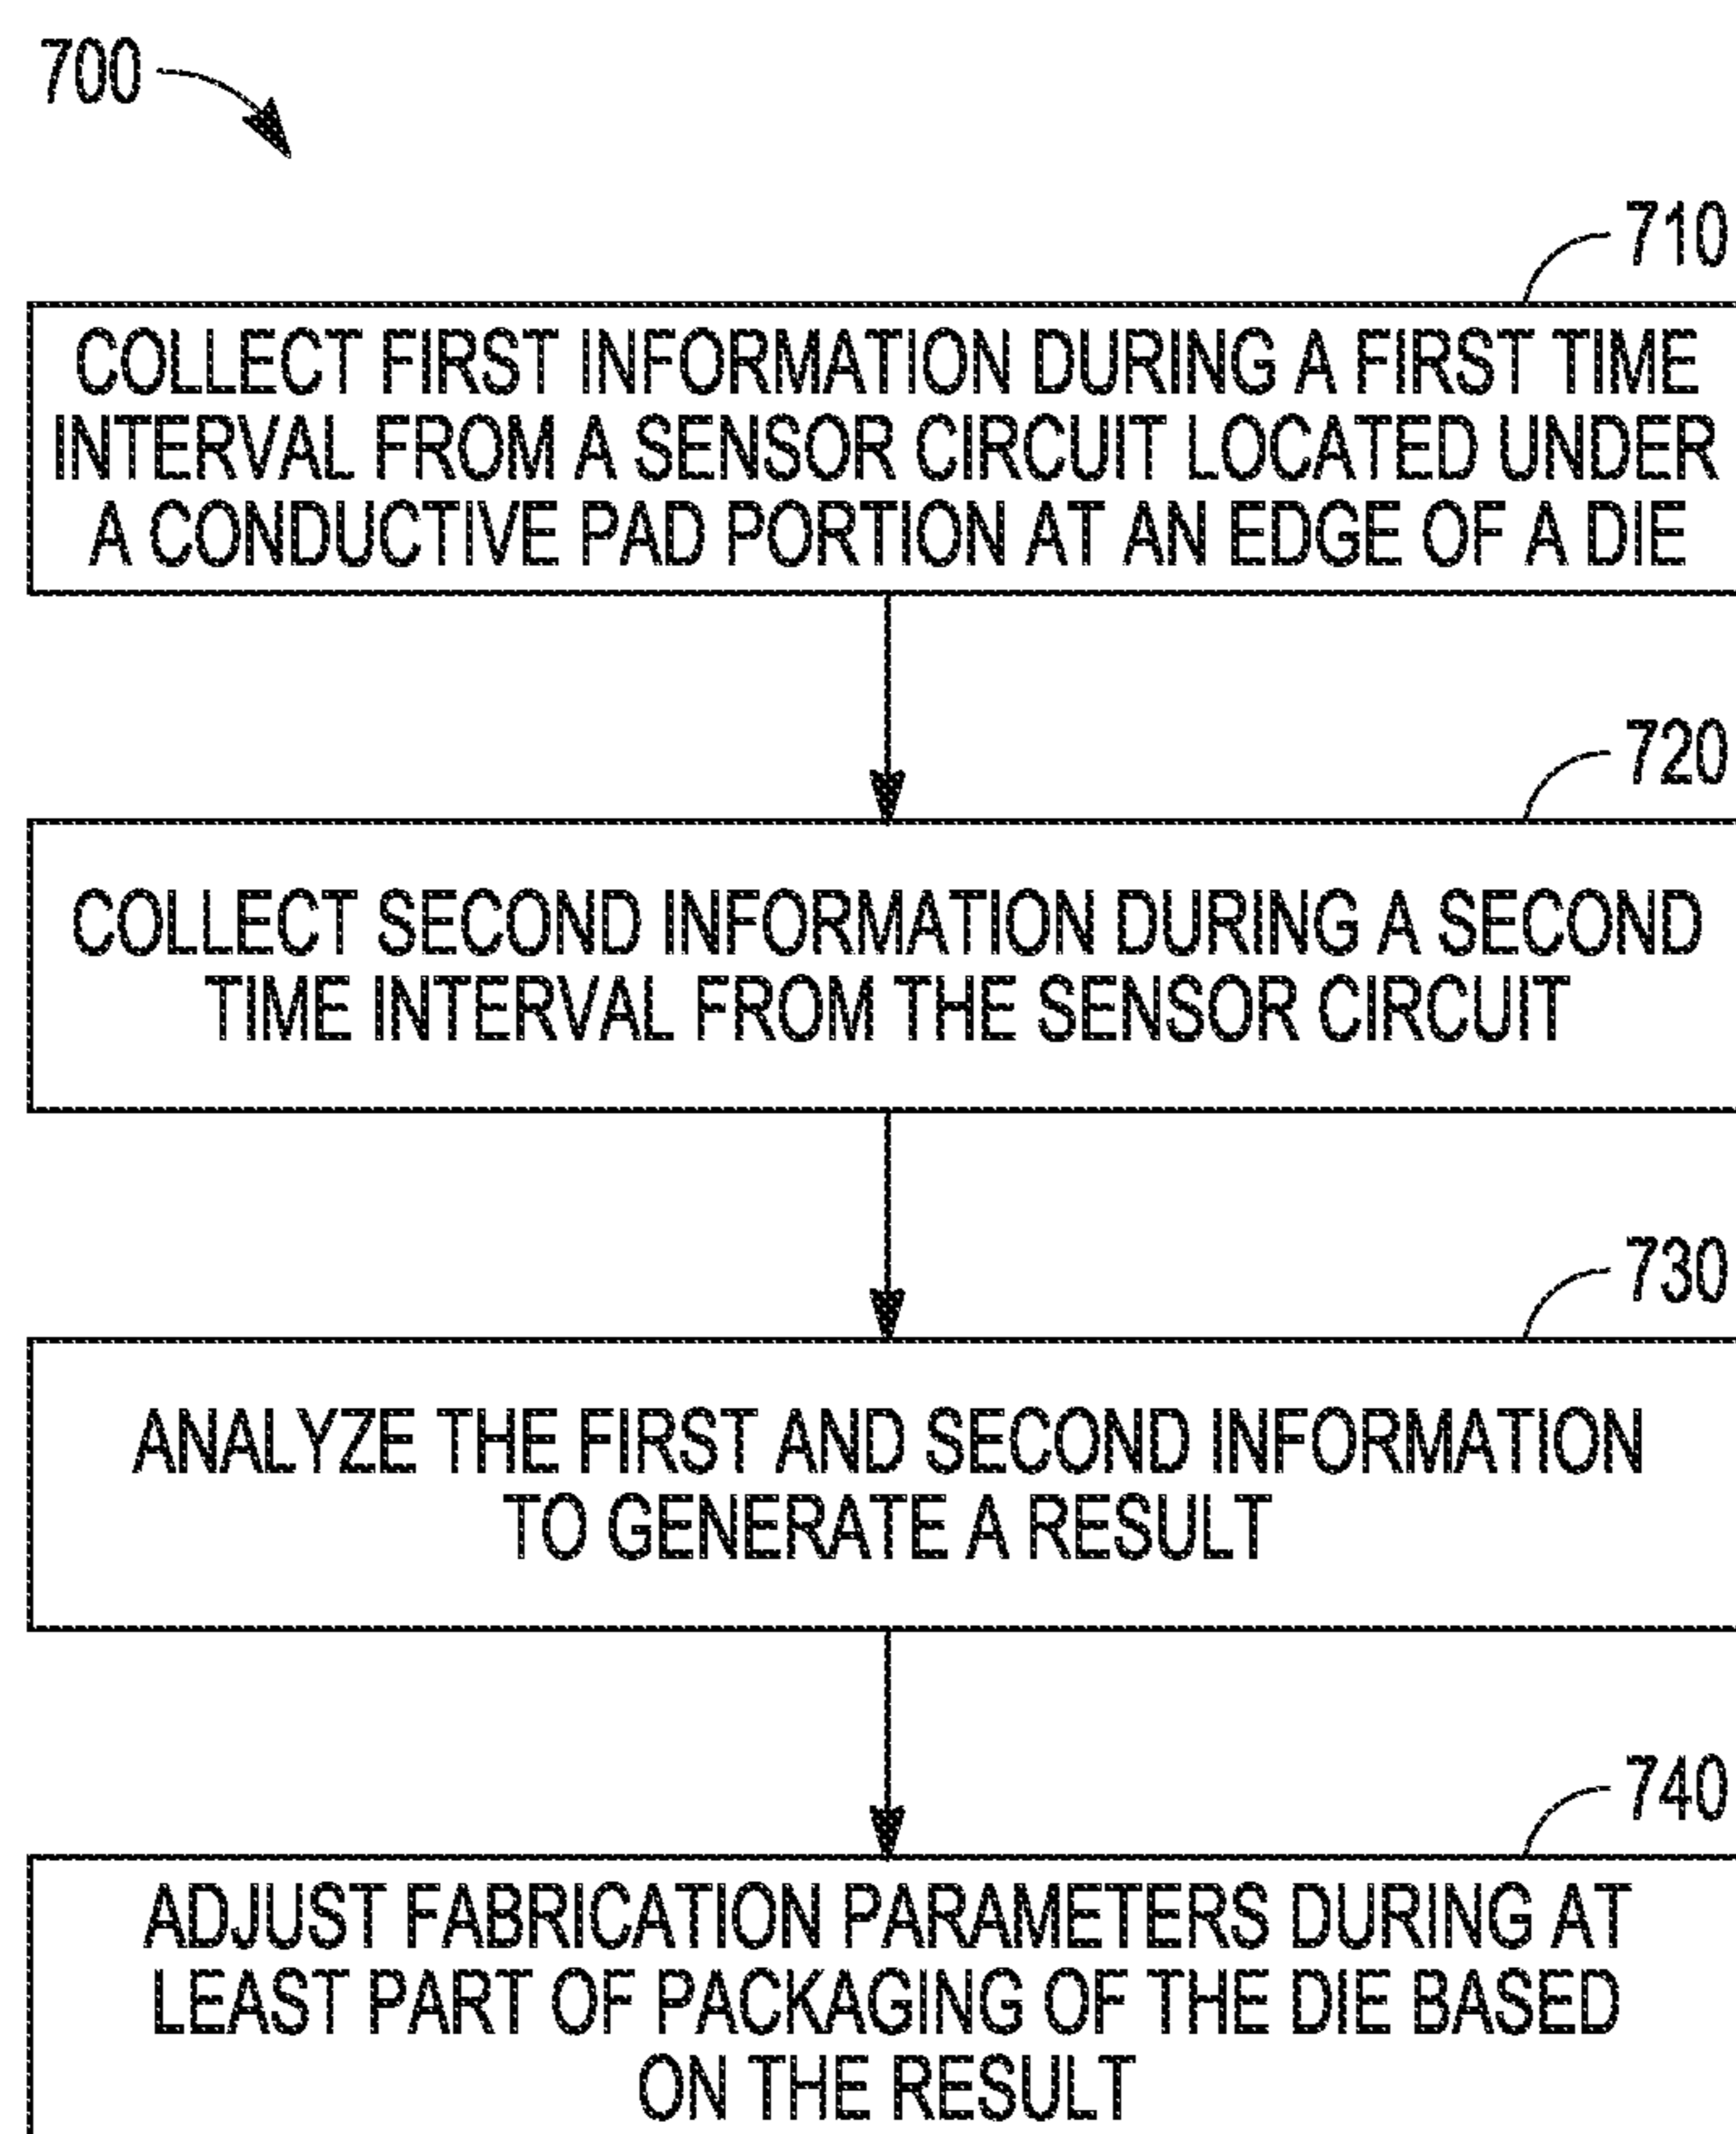 700
710
COLLECT FIRST INFORMATION DURING A FIRST TIME
INTERVAL FROM A SENSOR CIRCUIT LOCATED UNDER
A CONDUCTIVE PAD PORTION AT AN EDGE OF A DIE
720
COLLECT SECOND INFORMATION DURING A SECOND
TIME INTERVAL FROM THE SENSOR CIRCUIT
730
ANALYZE THE FIRST AND SECOND INFORMATION
TO GENERATE A RESULT
740
ADJUST FABRICATION PARAMETERS DURING AT
LEAST PART OF PACKAGING OF THE DIE BASED
ON THE RESULT